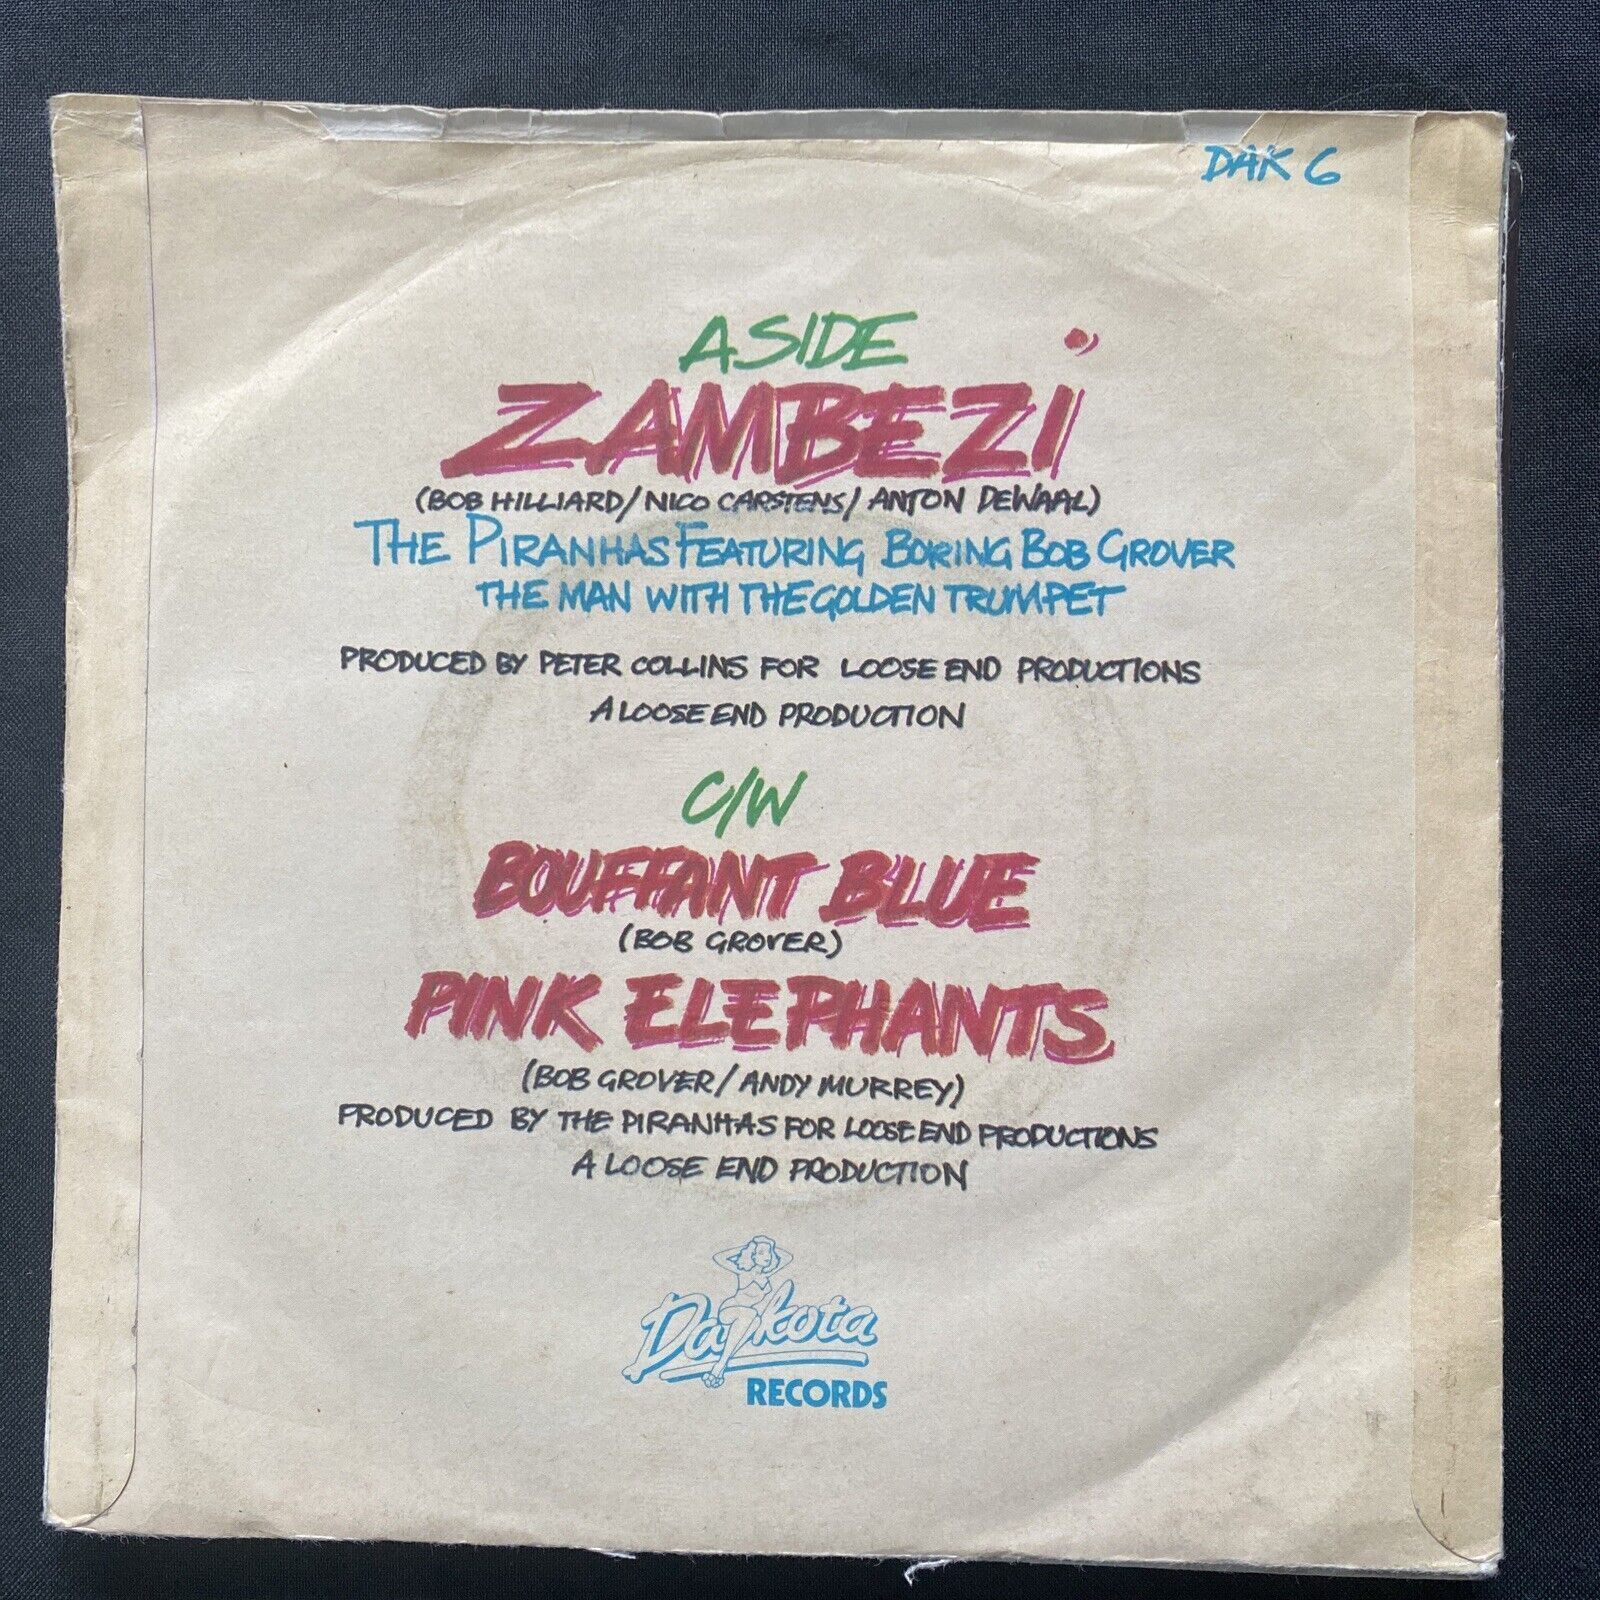 DAK 6
A SIDE
ZAMBEZi
(BOB HILLIARD/NICO CARSTENS/ANTON DEWAAL)
THE PIRANHAS FEATURING BORING BOB GROVER
THE MAN WITH THE GOLDEN TRUMPET
PRODUCED BY PETER COLLINS FOR LOOSE END PRODUCTIONS
A LOOSE END PRODUCTION
C/W
BOUFFANT BLUE
(BOB GROVER)
PINK ELEPHANTS
(BOB GROVER/ANDY MURREY)
PRODUCED BY THE PIRANHAS FOR LOOSE END PRODUCTIONS
A LOOSE END PRODUCTION
Dakota
RECORDS